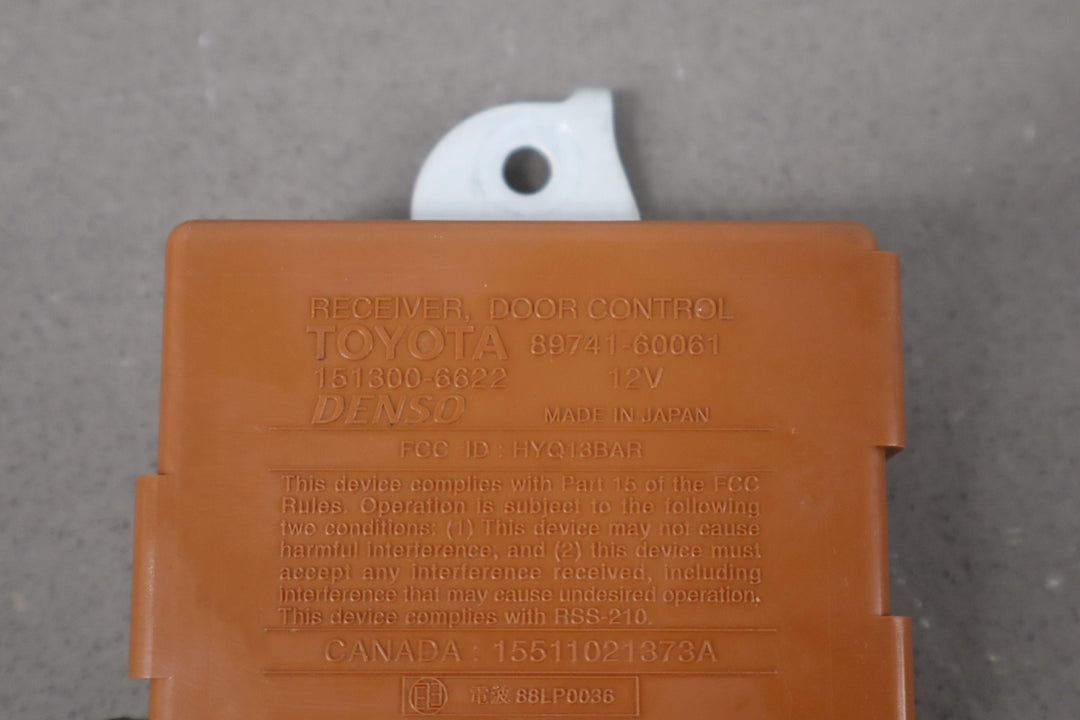 RECEIVER, DOOR CONTROL
TOYOTA 89741-60061
151300-6622 12V
DENSO MADE IN JAPAN
FCC ID : HYQ13BAR
This device complies with Part 15 of the FCC
Rules. Operation is subject to the following
two conditions: (1) This device may not cause
harmful interference, and (2) this device must
accept any interference received, including
interference that may cause undesired operation.
This device complies with RSS-210.
CANADA : 15511021373A
電波 88LP0036